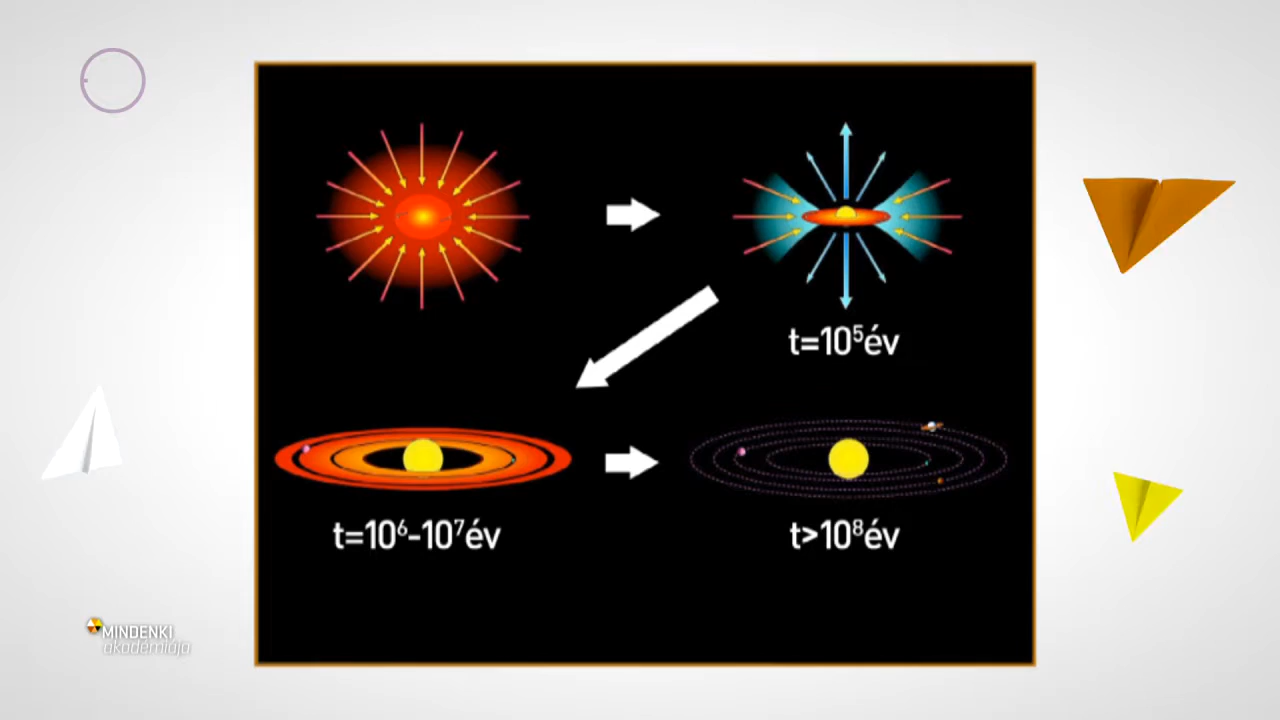 t=10⁵év
t=10⁶-10⁷év
t>10⁸év
MINDENKI
akadémiája